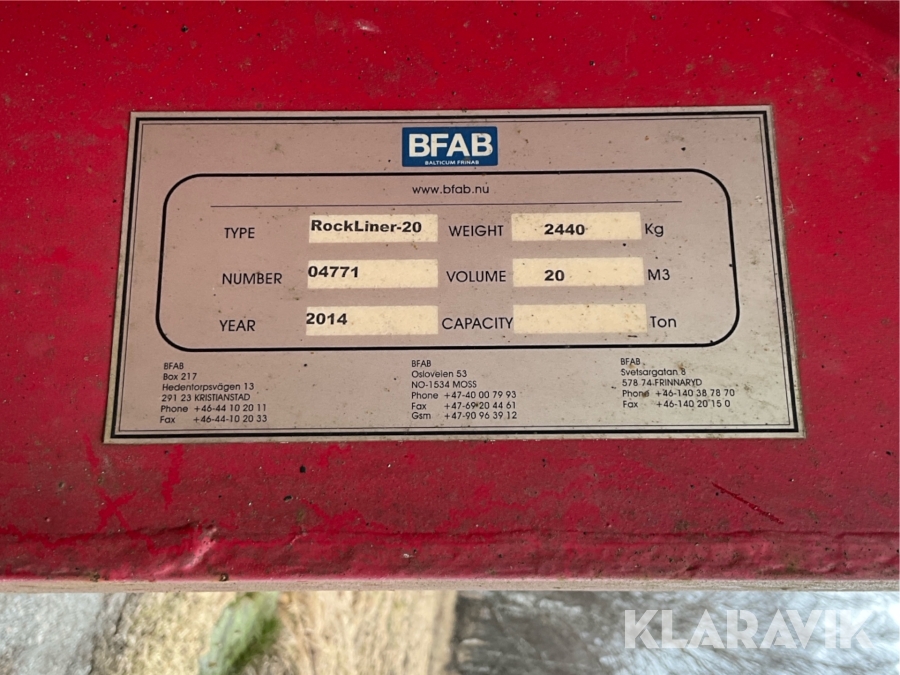 BFAB
BALTICUM FRINAB
www.bfab.nu
TYPE RockLiner-20 WEIGHT 2440 Kg
NUMBER 04771 VOLUME 20 M3
YEAR 2014 CAPACITY Ton
BFAB
Box 217
Hedentorpsvägen 13
291 23 KRISTIANSTAD
Phone +46-44 10 20 11
Fax +46-44-10 20 33
BFAB
Osloveien 53
NO-1534 MOSS
Phone +47-40 00 79 93
Fax +47-69 20 44 61
Gsm +47-90 96 39 12
BFAB
Svetsargatan 8
578 74 FRINNARYD
Phone +46-140 38 78 70
Fax +46-140 20 15 0
KLARAVIK